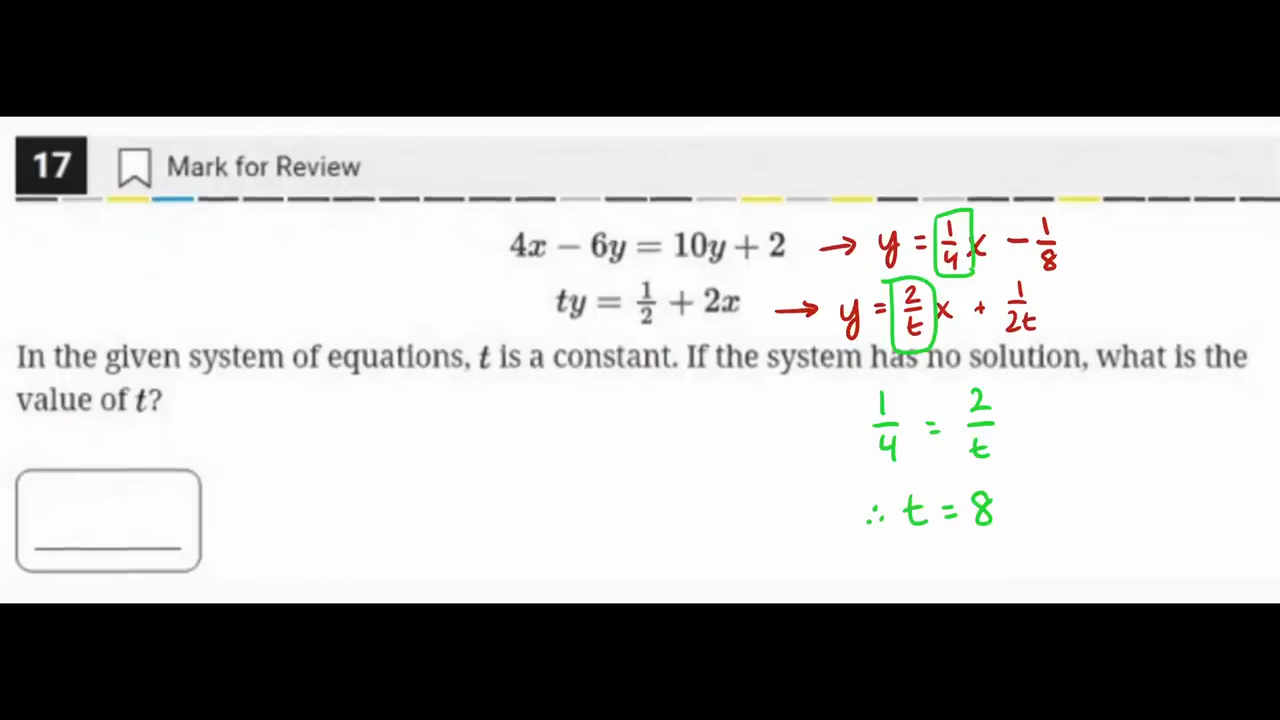 17 Mark for Review
4x − 6y = 10y + 2 → y = 1/4 x − 1/8
ty = 1/2 + 2x → y = 2/t x + 1/2t
In the given system of equations, t is a constant. If the system has no solution, what is the
value of t?
1/4 = 2/t
∴ t = 8